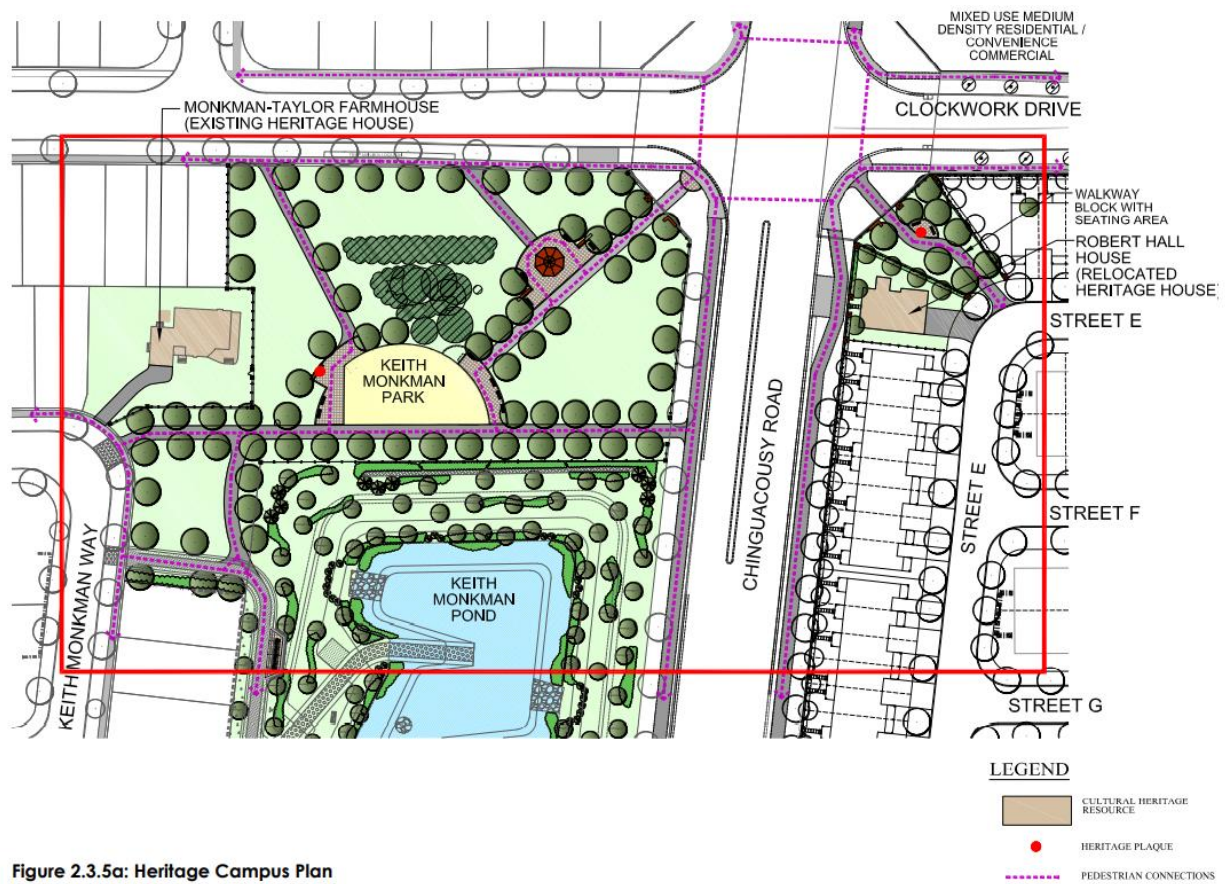 MIXED USE MEDIUM
DENSITY RESIDENTIAL /
CONVENIENCE
COMMERCIAL
MONKMAN-TAYLOR FARMHOUSE
(EXISTING HERITAGE HOUSE)
CLOCKWORK DRIVE
WALKWAY
BLOCK WITH
SEATING AREA
ROBERT HALL
HOUSE
(RELOCATED
HERITAGE HOUSE)
STREET E
KEITH
MONKMAN
PARK
CHINGUACOUSY ROAD
STREET E
STREET F
KEITH MONKMAN WAY
KEITH
MONKMAN
POND
STREET G
LEGEND
CULTURAL HERITAGE
RESOURCE
HERITAGE PLAQUE
PEDESTRIAN CONNECTIONS
Figure 2.3.5a: Heritage Campus Plan